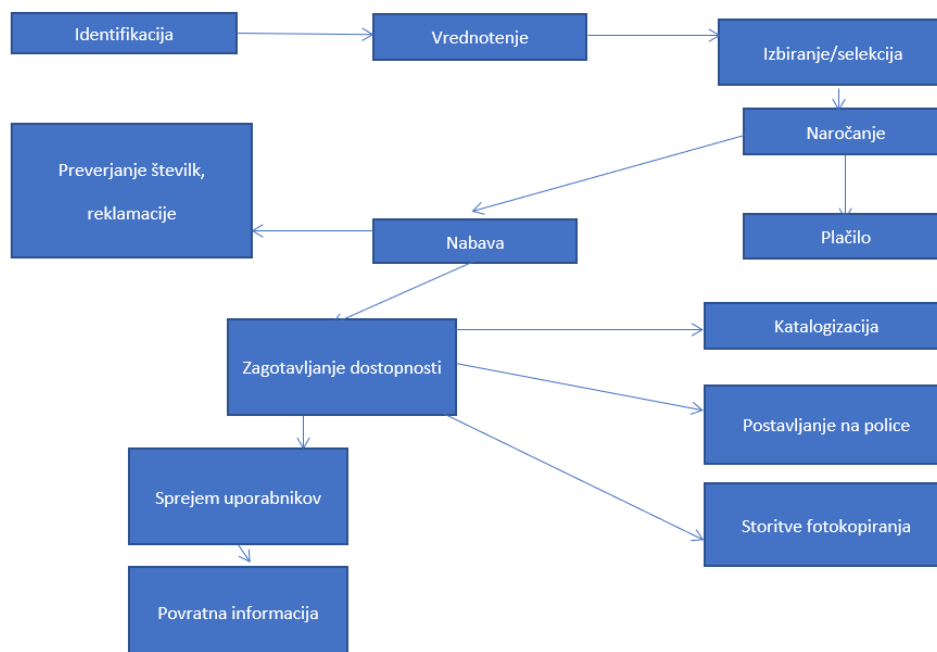 Identifikacija
Vrednotenje
Izbiranje/selekcija
Naročanje
Preverjanje številk,
reklamacije
Nabava
Plačilo
Zagotavljanje dostopnosti
Katalogizacija
Postavljanje na police
Sprejem uporabnikov
Storitve fotokopiranja
Povratna informacija